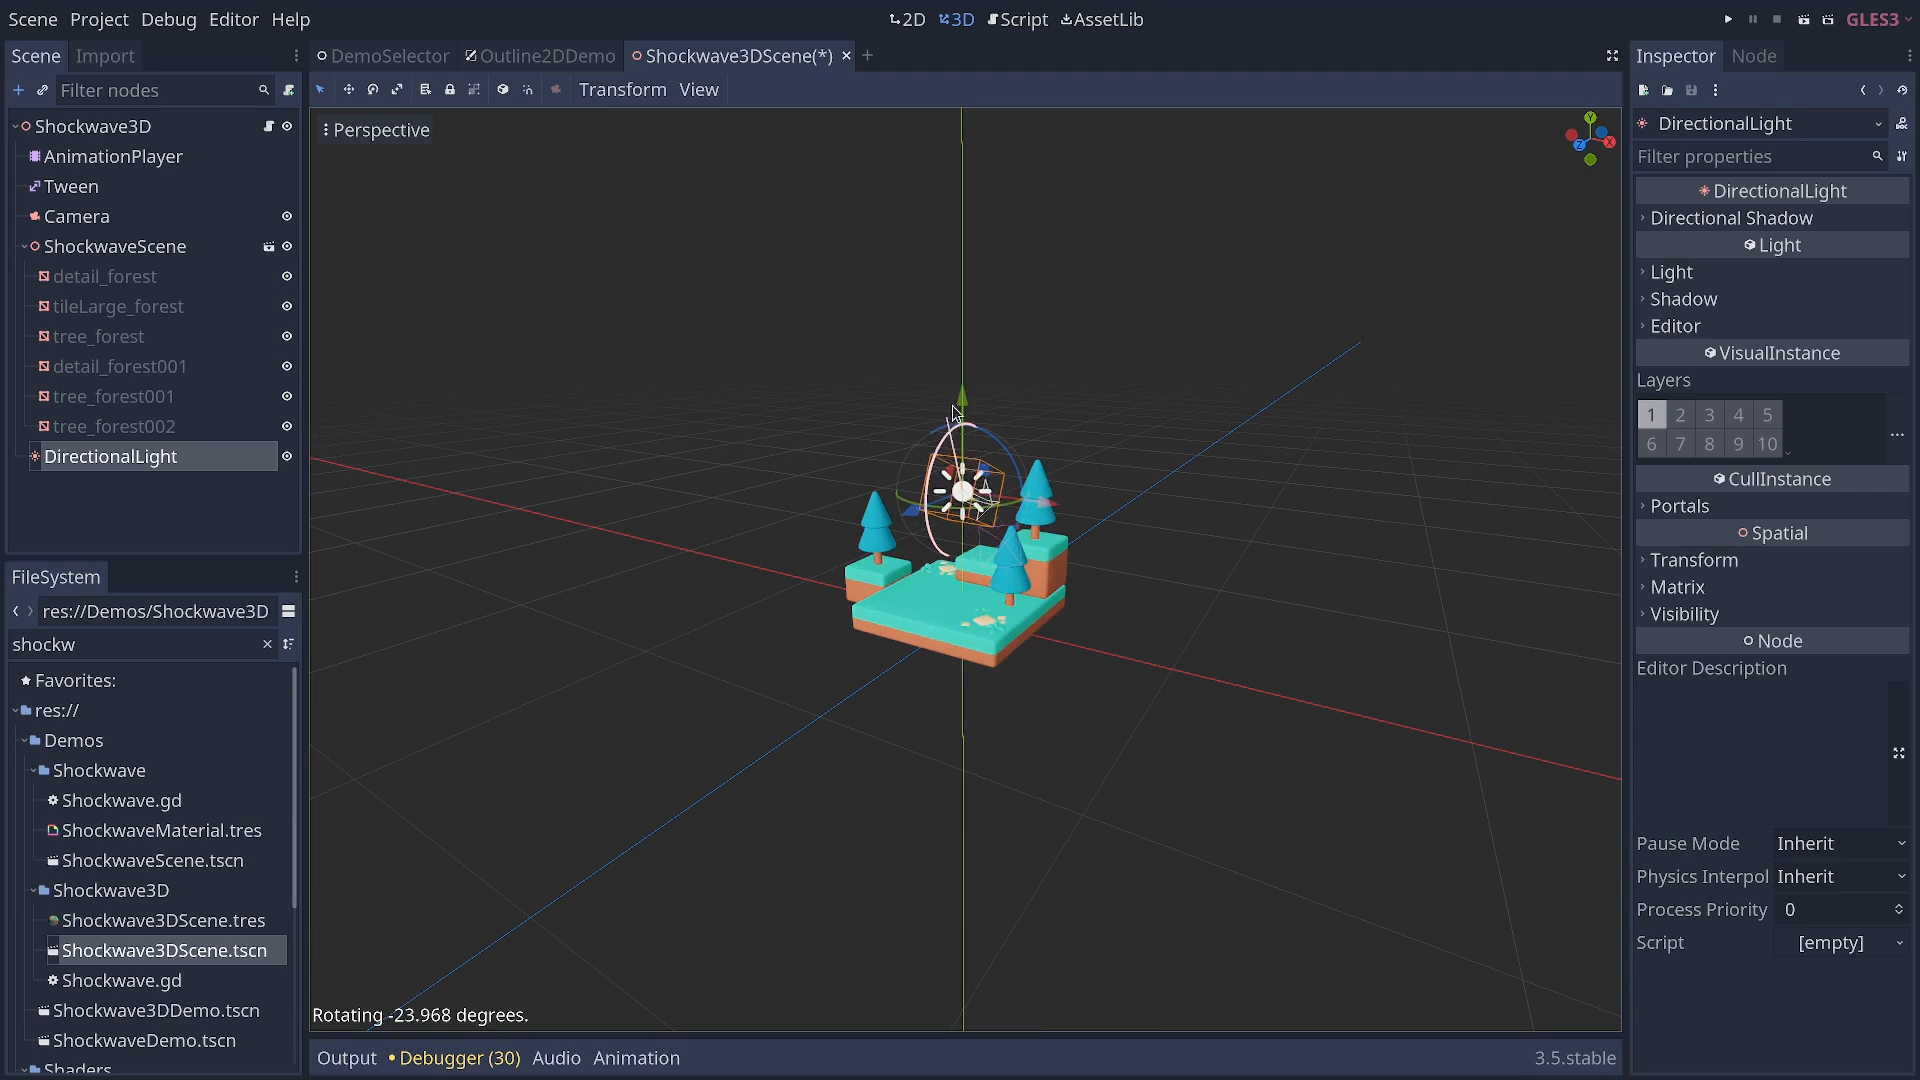 Scene Project Debug Editor Help
2D 3D Script AssetLib
GLES3
Scene Import
DemoSelector Outline2DDemo Shockwave3DScene(*)
Inspector Node
Filter nodes
Transform View
Shockwave3D
AnimationPlayer
Tween
Camera
ShockwaveScene
detail_forest
tileLarge_forest
tree_forest
detail_forest001
tree_forest001
tree_forest002
DirectionalLight
FileSystem
res://Demos/Shockwave3D
shockw
Favorites:
res://
Demos
Shockwave
Shockwave.gd
ShockwaveMaterial.tres
ShockwaveScene.tscn
Shockwave3D
Shockwave3DScene.tres
Shockwave3DScene.tscn
Shockwave.gd
Shockwave3DDemo.tscn
ShockwaveDemo.tscn
Shaders
Perspective
Y
X
Z
Rotating -23.968 degrees.
Output Debugger (30) Audio Animation
3.5.stable
DirectionalLight
Filter properties
DirectionalLight
Directional Shadow
Light
Light
Shadow
Editor
VisualInstance
Layers
1 2 3 4 5
6 7 8 9 10
CullInstance
Portals
Spatial
Transform
Matrix
Visibility
Node
Editor Description
Pause Mode Inherit
Physics Interpol Inherit
Process Priority 0
Script [empty]